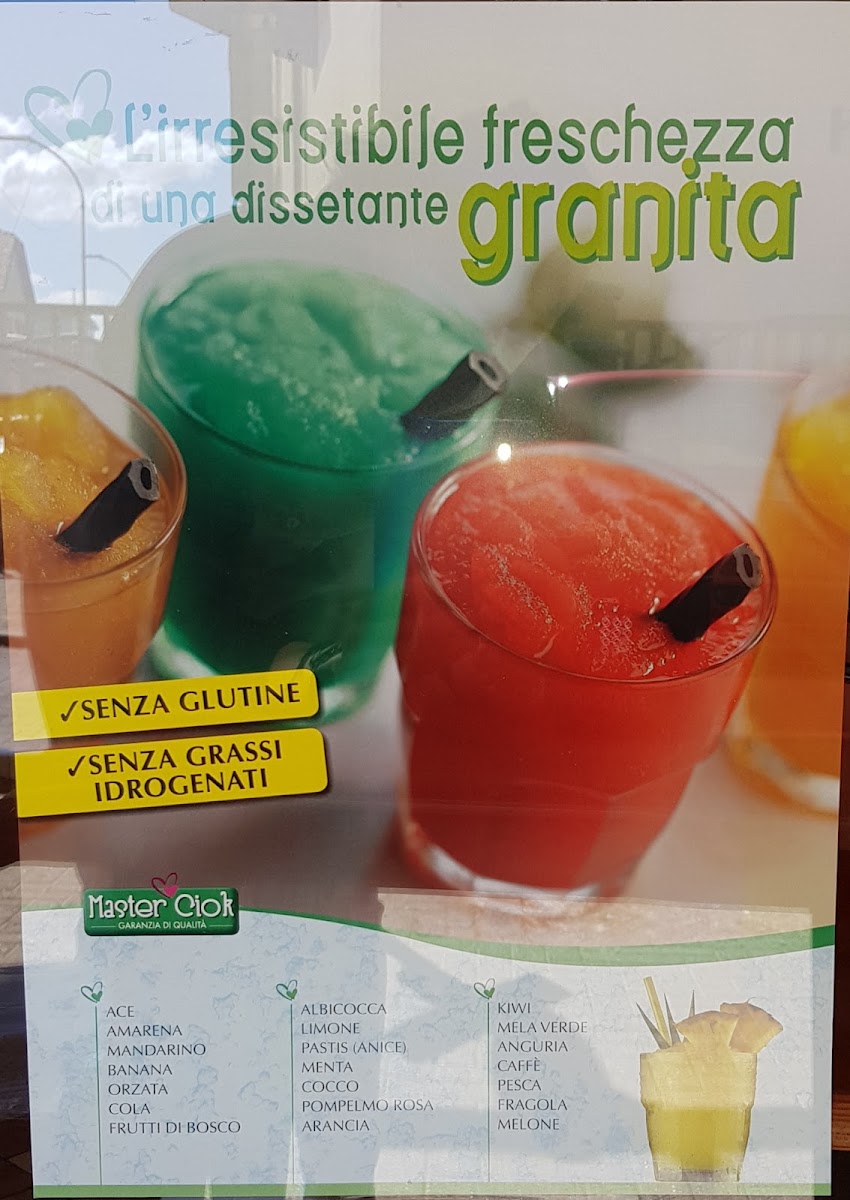 L'irresistibile freschezza
di una dissetante granita
✓SENZA GLUTINE
✓SENZA GRASSI
IDROGENATI
Master Ciok
GARANZIA DI QUALITÀ
ACE
AMARENA
MANDARINO
BANANA
ORZATA
COLA
FRUTTI DI BOSCO
ALBICOCCA
LIMONE
PASTIS (ANICE)
MENTA
COCCO
POMPELMO ROSA
ARANCIA
KIWI
MELA VERDE
ANGURIA
CAFFÈ
PESCA
FRAGOLA
MELONE